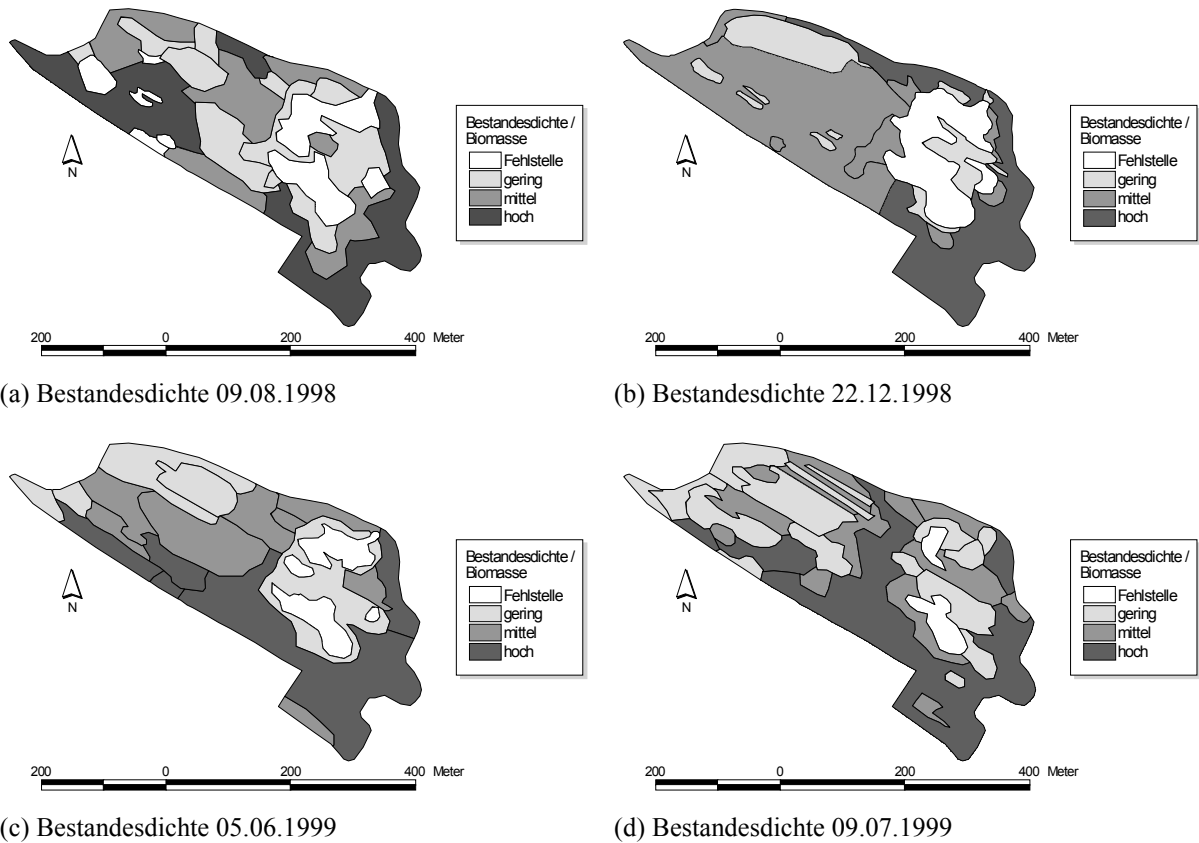 N
Bestandesdichte /
Biomasse
Fehlstelle
gering
mittel
hoch
200 0 200 400 Meter
(a) Bestandesdichte 09.08.1998
N
Bestandesdichte /
Biomasse
Fehlstelle
gering
mittel
hoch
200 0 200 400 Meter
(b) Bestandesdichte 22.12.1998
N
Bestandesdichte /
Biomasse
Fehlstelle
gering
mittel
hoch
200 0 200 400 Meter
(c) Bestandesdichte 05.06.1999
N
Bestandesdichte /
Biomasse
Fehlstelle
gering
mittel
hoch
200 0 200 400 Meter
(d) Bestandesdichte 09.07.1999